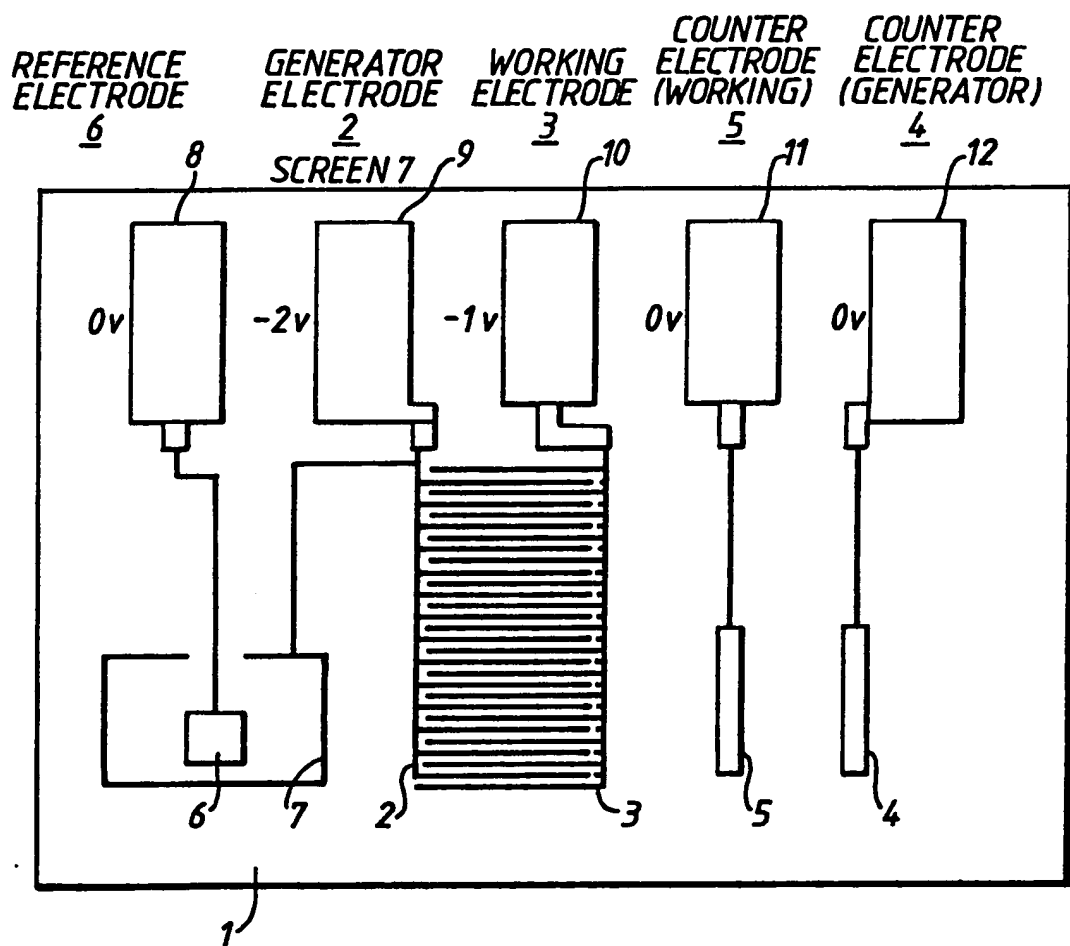 REFERENCE
ELECTRODE
6
GENERATOR
ELECTRODE
2
SCREEN 7
WORKING
ELECTRODE
3
COUNTER
ELECTRODE
(WORKING)
5
COUNTER
ELECTRODE
(GENERATOR)
4
8
9
10
11
12
0v
-2v
-1v
0v
0v
6
7
2
3
5
4
1